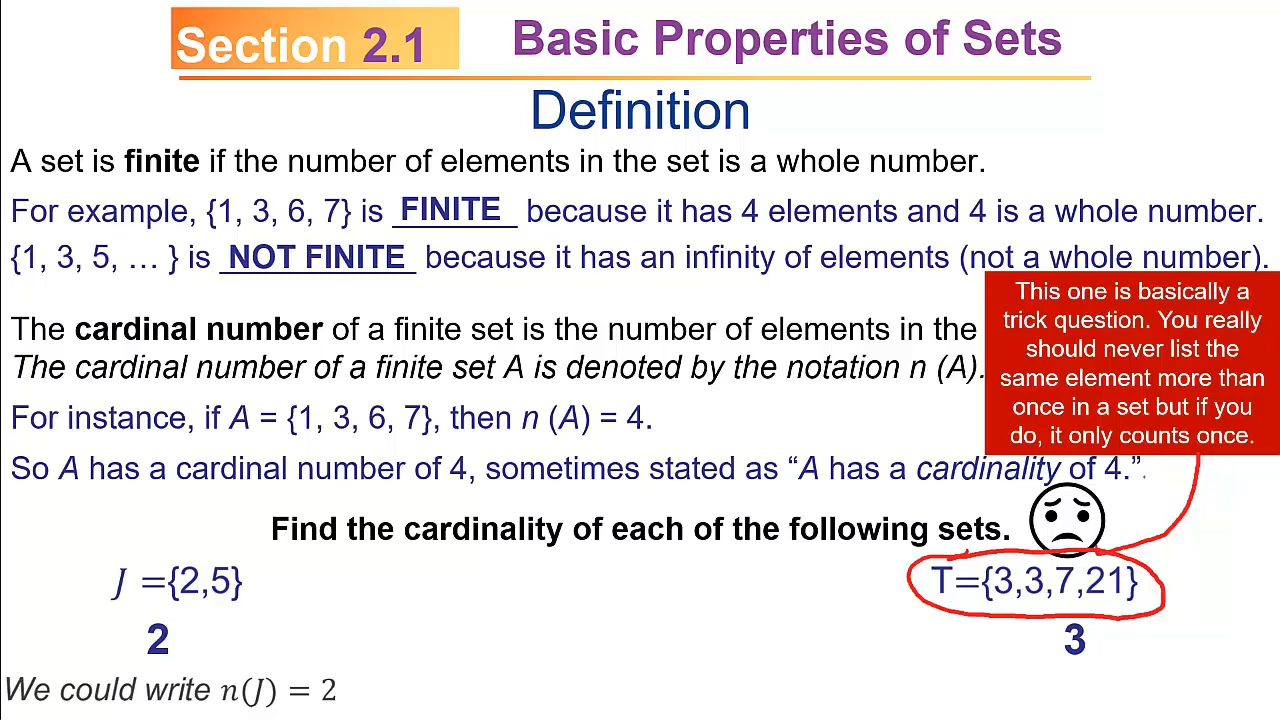 Section 2.1
Basic Properties of Sets
Definition
A set is finite if the number of elements in the set is a whole number.
For example, {1, 3, 6, 7} is FINITE because it has 4 elements and 4 is a whole number.
{1, 3, 5, … } is NOT FINITE because it has an infinity of elements (not a whole number).
The cardinal number of a finite set is the number of elements in the
The cardinal number of a finite set A is denoted by the notation n (A).
For instance, if A = {1, 3, 6, 7}, then n (A) = 4.
So A has a cardinal number of 4, sometimes stated as “A has a cardinality of 4.”
This one is basically a
trick question. You really
should never list the
same element more than
once in a set but if you
do, it only counts once.
Find the cardinality of each of the following sets.
J ={2,5}
T={3,3,7,21}
2
3
We could write n(J) = 2